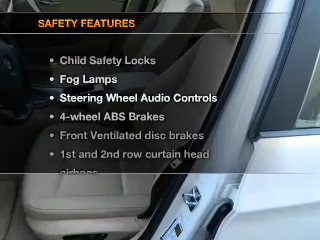 SAFETY FEATURES
• Child Safety Locks
• Fog Lamps
• Steering Wheel Audio Controls
• 4-wheel ABS Brakes
• Front Ventilated disc brakes
• 1st and 2nd row curtain head
airbags